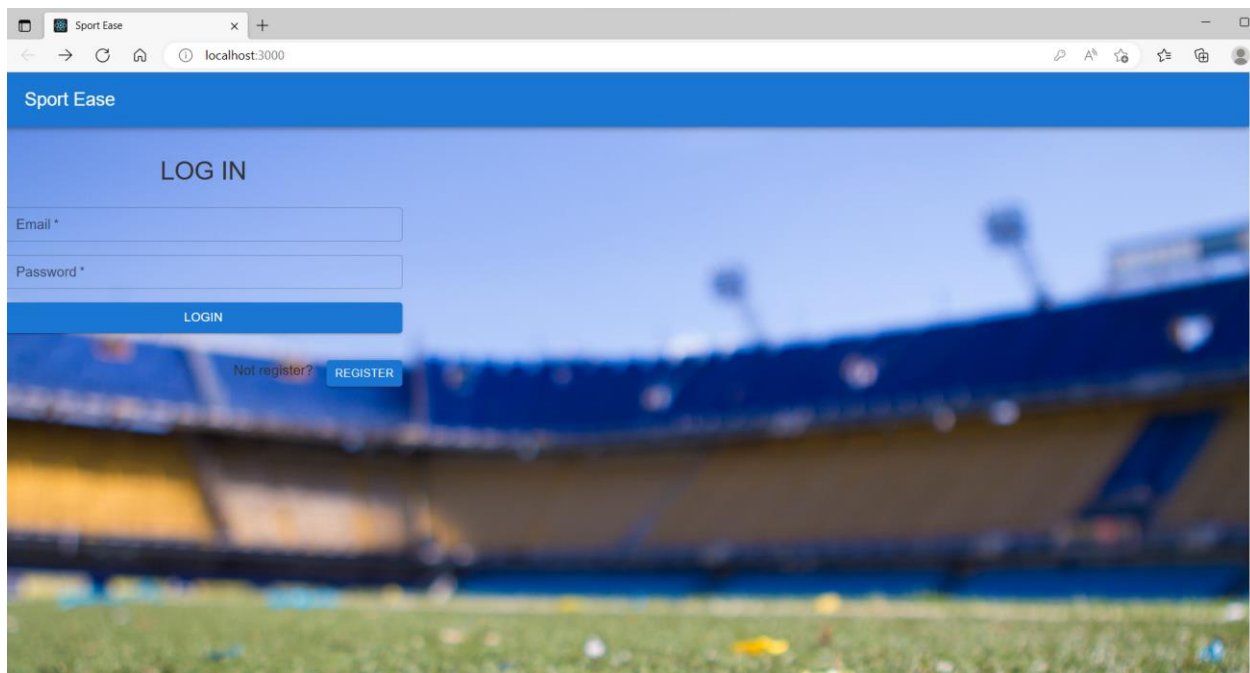 Sport Ease
localhost:3000
Sport Ease
LOG IN
Email *
Password *
LOGIN
Not register? REGISTER